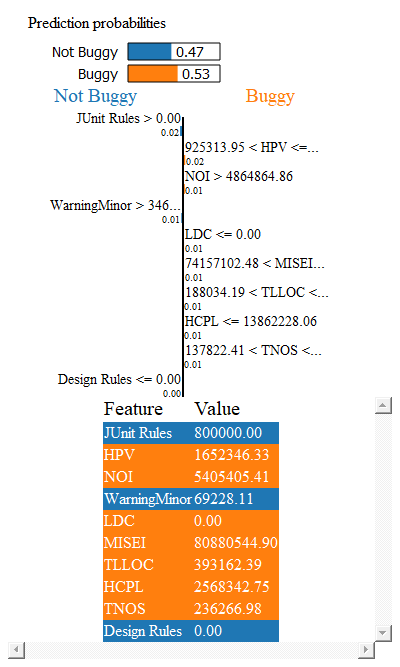 Prediction probabilities
Not Buggy 0.47
Buggy 0.53
Not Buggy Buggy
JUnit Rules > 0.00
0.02
925313.95 < HPV <=...
0.02
NOI > 4864864.86
0.01
WarningMinor > 346...
0.01
LDC <= 0.00
0.01
74157102.48 < MISEI...
0.01
188034.19 < TLLOC <...
0.01
HCPL <= 13862228.06
0.01
137822.41 < TNOS <...
0.01
Design Rules <= 0.00
0.00
Feature Value
JUnit Rules 800000.00
HPV 1652346.33
NOI 5405405.41
WarningMinor 69228.11
LDC 0.00
MISEI 80880544.90
TLLOC 393162.39
HCPL 2568342.75
TNOS 236266.98
Design Rules 0.00